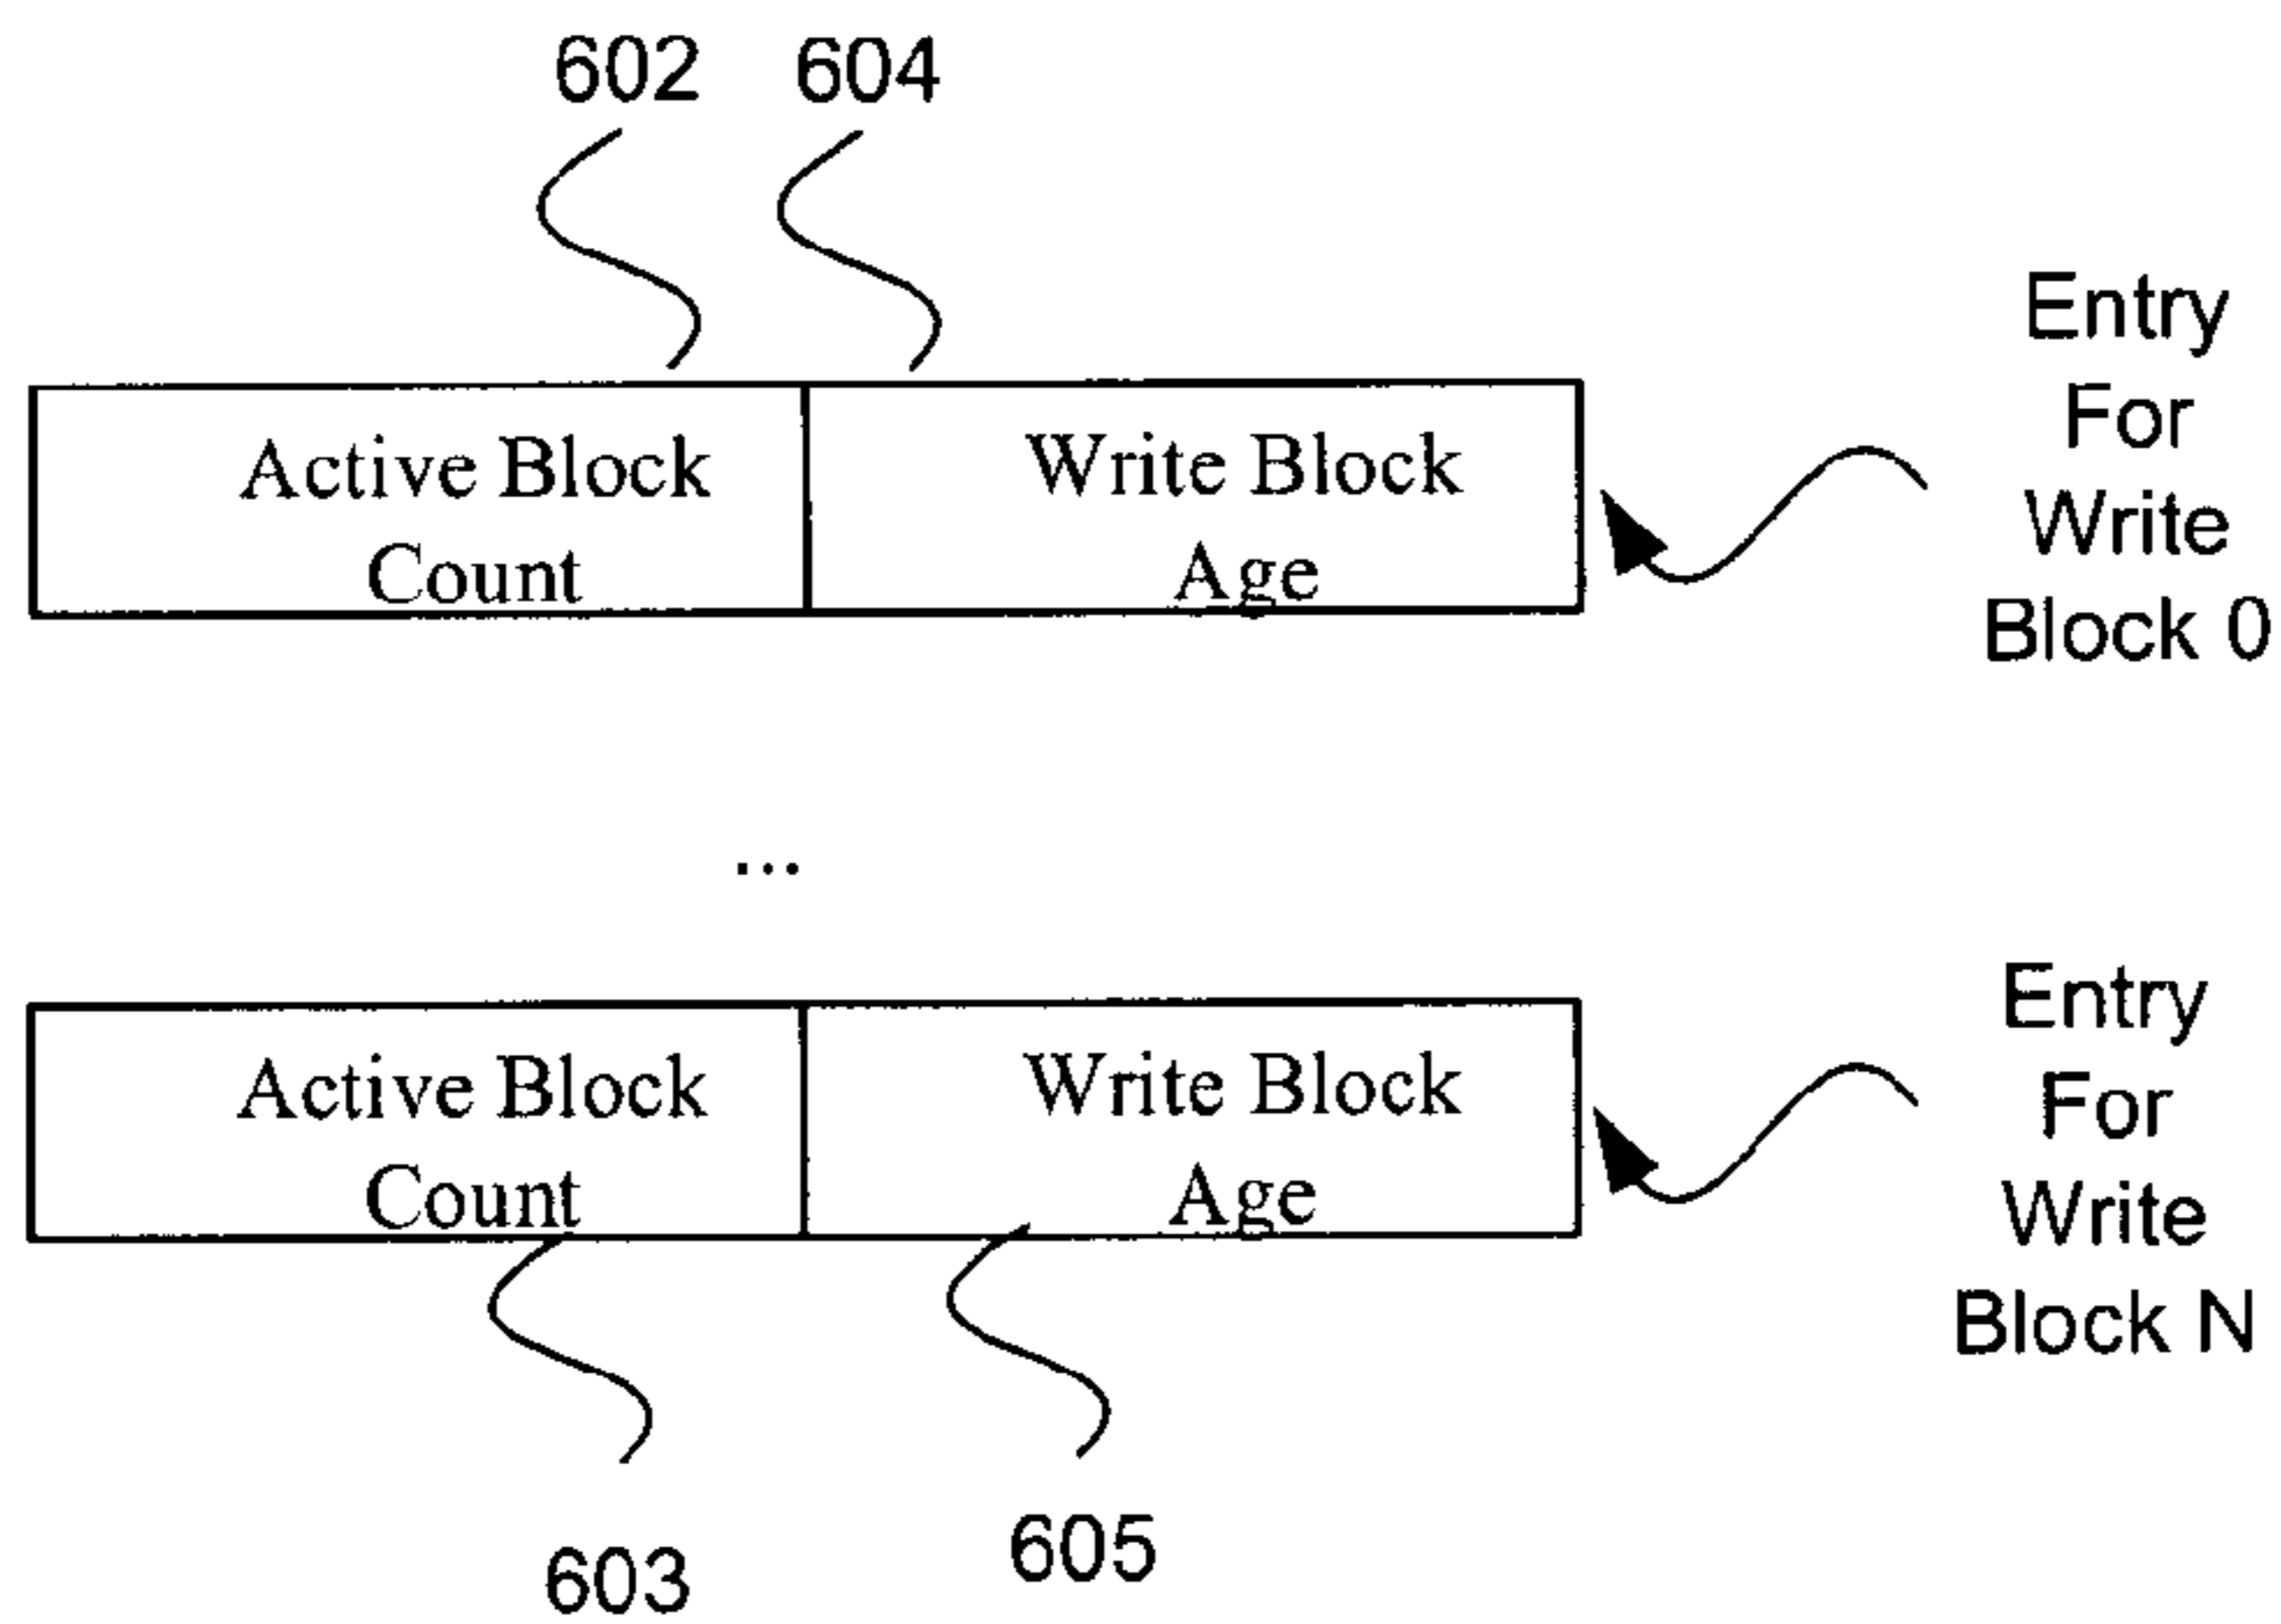 602 604
Active Block
Count
Write Block
Age
Entry
For
Write
Block 0
...
Active Block
Count
Write Block
Age
Entry
For
Write
Block N
603
605